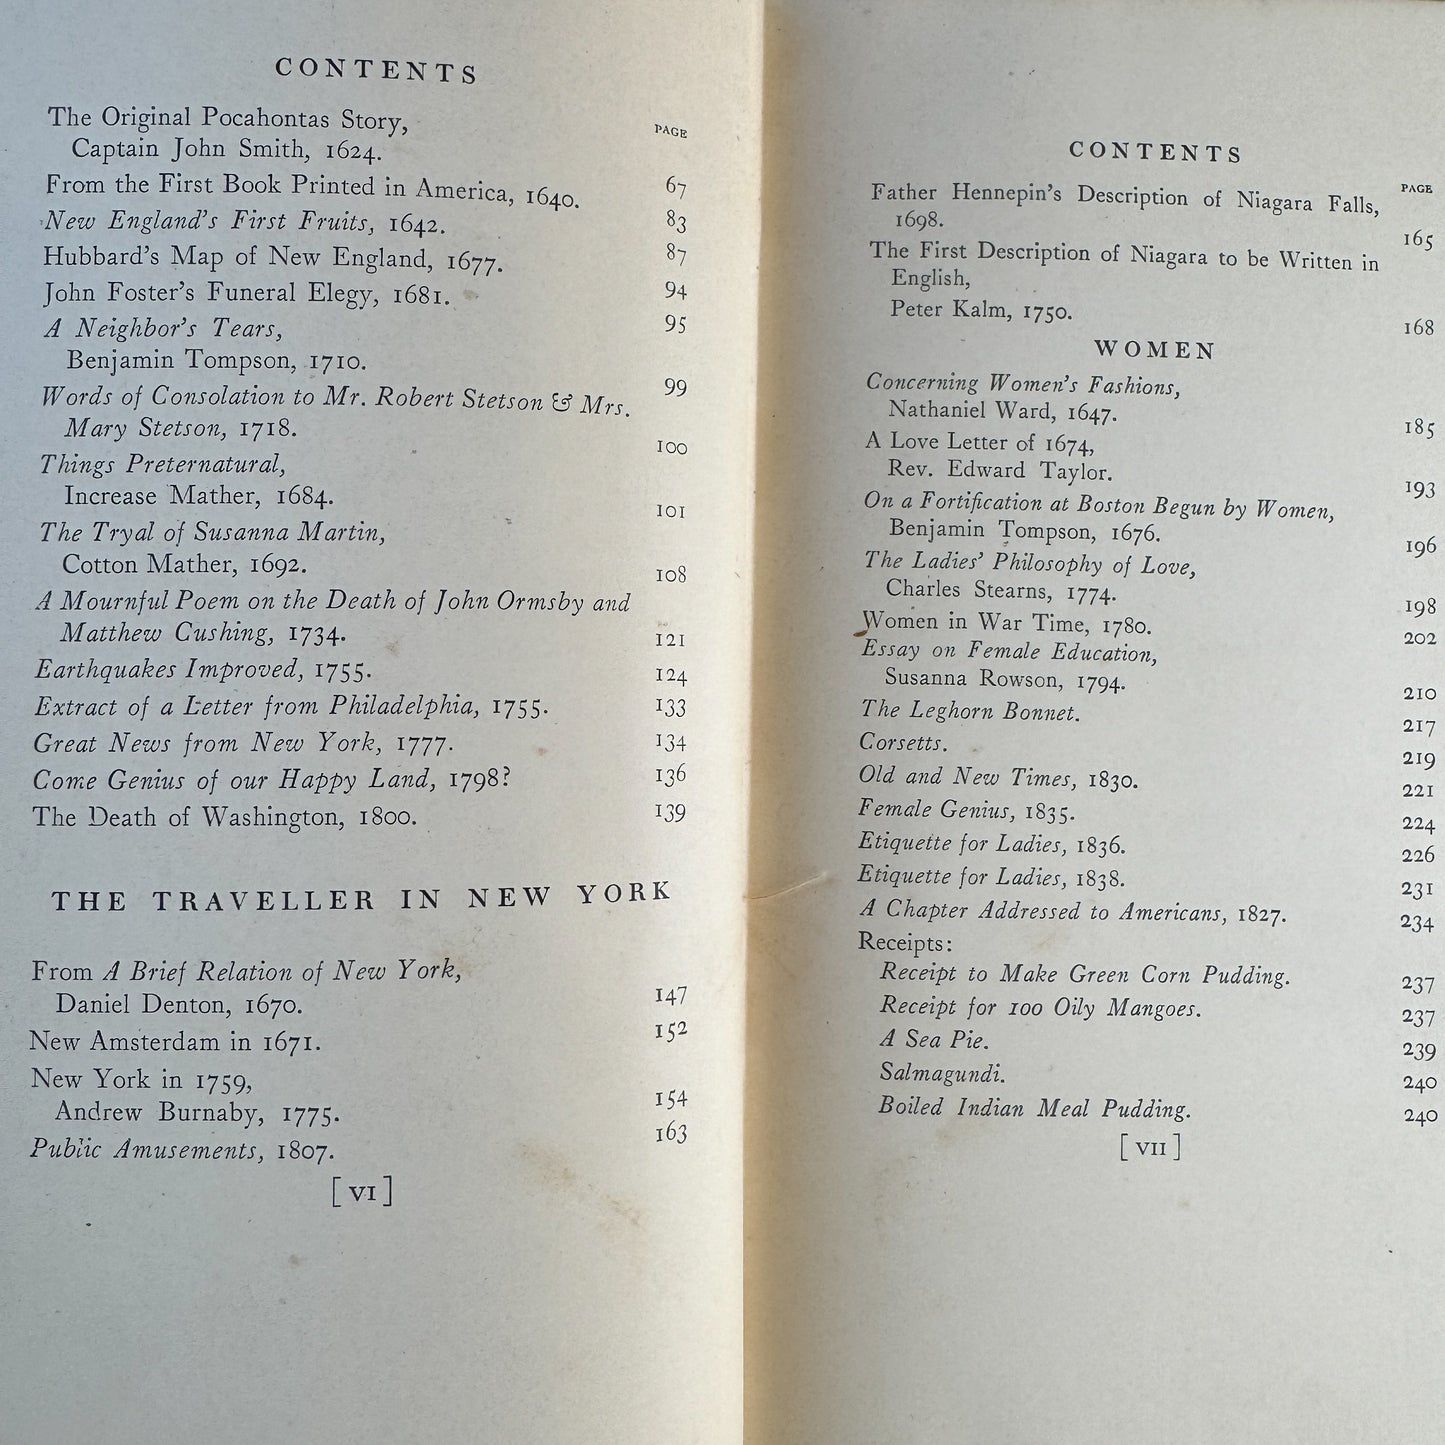 CONTENTS
PAGE
The Original Pocahontas Story,
Captain John Smith, 1624. 67
From the First Book Printed in America, 1640. 83
New England's First Fruits, 1642. 87
Hubbard's Map of New England, 1677. 94
John Foster's Funeral Elegy, 1681. 95
A Neighbor's Tears,
Benjamin Tompson, 1710. 99
Words of Consolation to Mr. Robert Stetson & Mrs.
Mary Stetson, 1718. 100
Things Preternatural,
Increase Mather, 1684. 101
The Tryal of Susanna Martin,
Cotton Mather, 1692. 108
A Mournful Poem on the Death of John Ormsby and
Matthew Cushing, 1734. 121
Earthquakes Improved, 1755. 124
Extract of a Letter from Philadelphia, 1755. 133
Great News from New York, 1777. 134
Come Genius of our Happy Land, 1798? 136
The Death of Washington, 1800. 139
THE TRAVELLER IN NEW YORK
From A Brief Relation of New York,
Daniel Denton, 1670. 147
New Amsterdam in 1671. 152
New York in 1759,
Andrew Burnaby, 1775. 154
Public Amusements, 1807. 163
[VI]
CONTENTS
PAGE
Father Hennepin's Description of Niagara Falls,
1698. 165
The First Description of Niagara to be Written in
English,
Peter Kalm, 1750. 168
WOMEN
Concerning Women's Fashions,
Nathaniel Ward, 1647. 185
A Love Letter of 1674,
Rev. Edward Taylor. 193
On a Fortification at Boston Begun by Women,
Benjamin Tompson, 1676. 196
The Ladies' Philosophy of Love,
Charles Stearns, 1774. 198
Women in War Time, 1780. 202
Essay on Female Education,
Susanna Rowson, 1794. 210
The Leghorn Bonnet. 217
Corsetts. 219
Old and New Times, 1830. 221
Female Genius, 1835. 224
Etiquette for Ladies, 1836. 226
Etiquette for Ladies, 1838. 231
A Chapter Addressed to Americans, 1827. 234
Receipts:
Receipt to Make Green Corn Pudding. 237
Receipt for 100 Oily Mangoes. 237
A Sea Pie. 239
Salmagundi. 240
Boiled Indian Meal Pudding. 240
[VII]